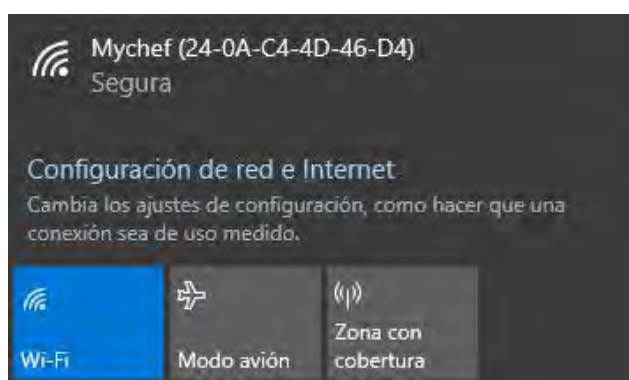 Mychef (24-0A-C4-4D-46-D4)
Segura
Configuración de red e Internet
Cambia los ajustes de configuración, como hacer que una
conexión sea de uso medido.
Wi-Fi
Modo avión
Zona con
cobertura